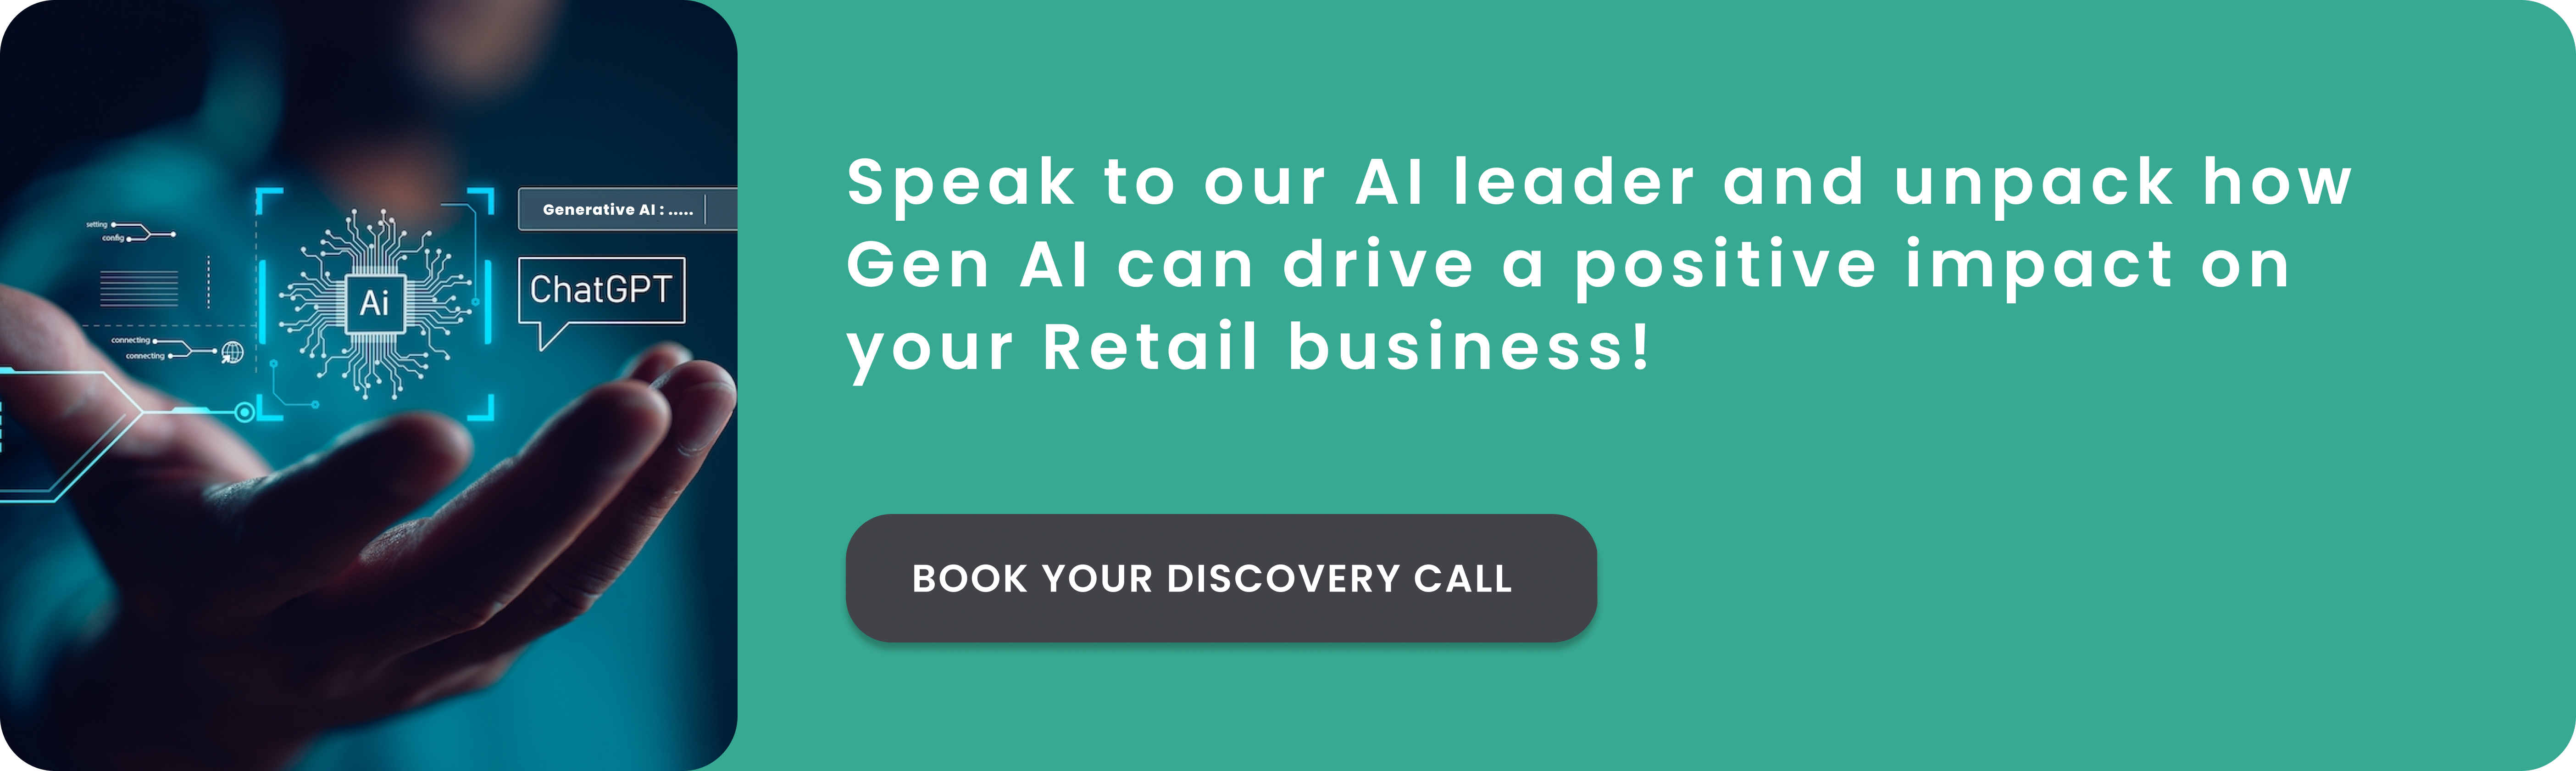 Generative AI : .....
setting
config
ChatGPT
Ai
connecting
connecting
Speak to our AI leader and unpack how
Gen AI can drive a positive impact on
your Retail business!
BOOK YOUR DISCOVERY CALL